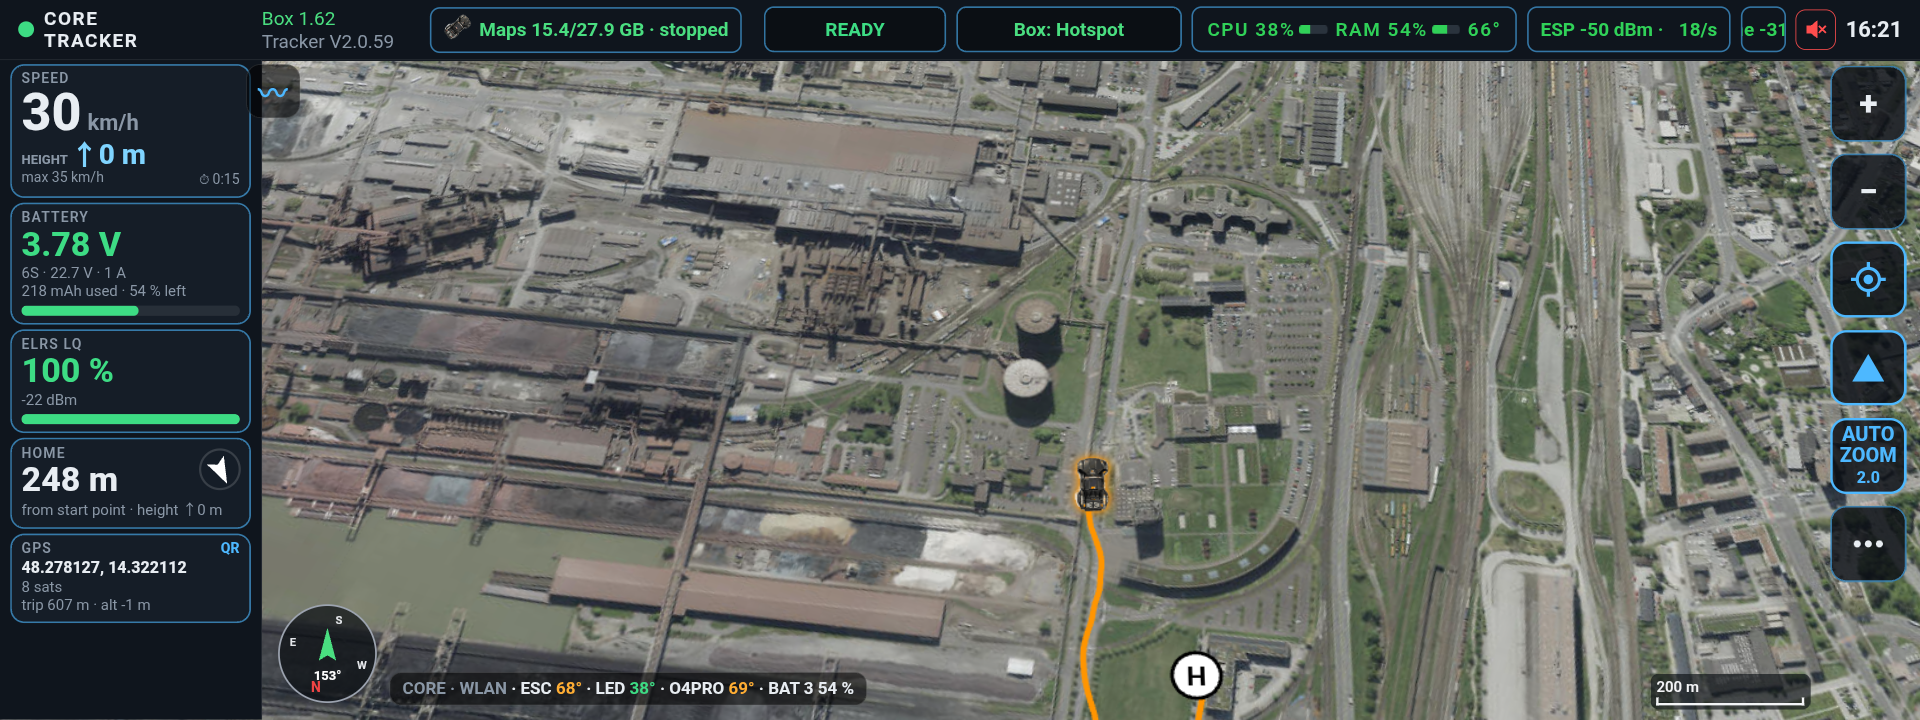 CORE
TRACKER
Box 1.62
Tracker V2.0.59
Maps 15.4/27.9 GB · stopped
READY
Box: Hotspot
CPU 38% RAM 54% 66°
ESP -50 dBm · 18/s
e -31
16:21
SPEED
30 km/h
HEIGHT ↑ 0 m
max 35 km/h
⏱ 0:15
BATTERY
3.78 V
6S · 22.7 V · 1 A
218 mAh used · 54 % left
ELRS LQ
100 %
-22 dBm
HOME
248 m
from start point · height ↑ 0 m
GPS QR
48.278127, 14.322112
8 sats
trip 607 m · alt -1 m
+
−
AUTO
ZOOM
2.0
•••
S
E
W
153°
N
CORE · WLAN · ESC 68° · LED 38° · O4PRO 69° · BAT 3 54 %
H
200 m